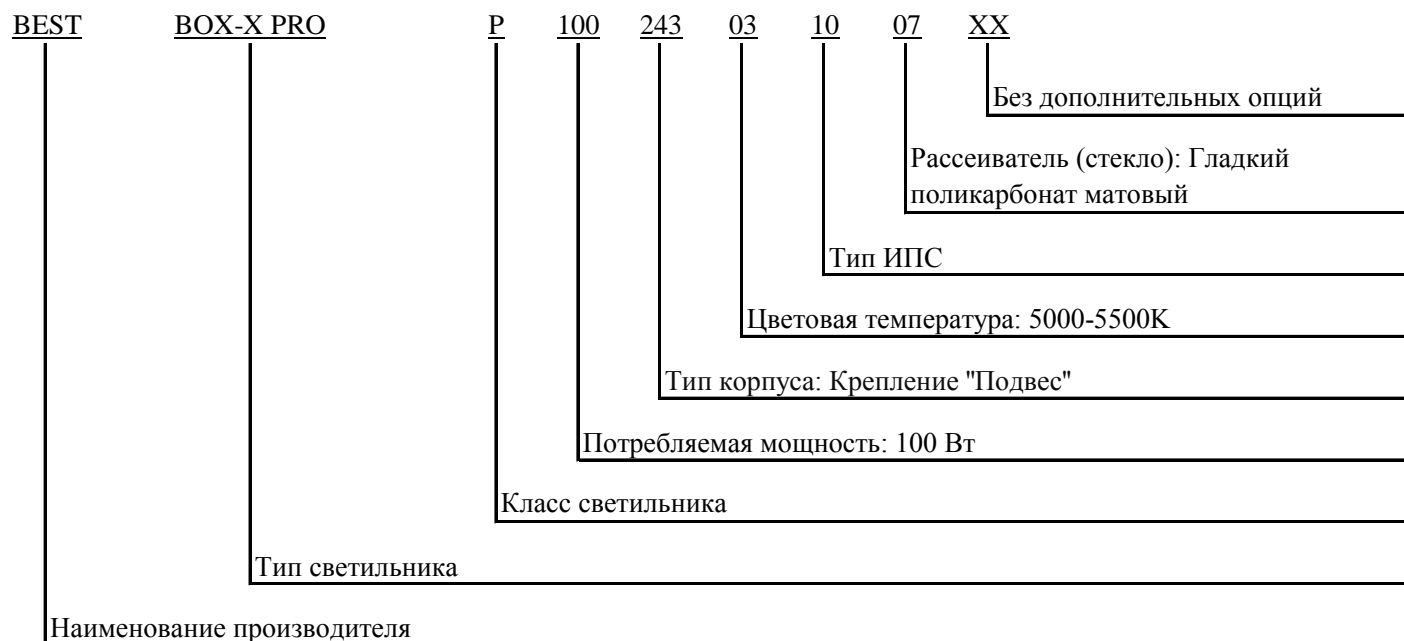 BEST BOX-X PRO P 100 243 03 10 07 XX
Без дополнительных опций
Рассеиватель (стекло): Гладкий
поликарбонат матовый
Тип ИПС
Цветовая температура: 5000-5500K
Тип корпуса: Крепление "Подвес"
Потребляемая мощность: 100 Вт
Класс светильника
Тип светильника
Наименование производителя